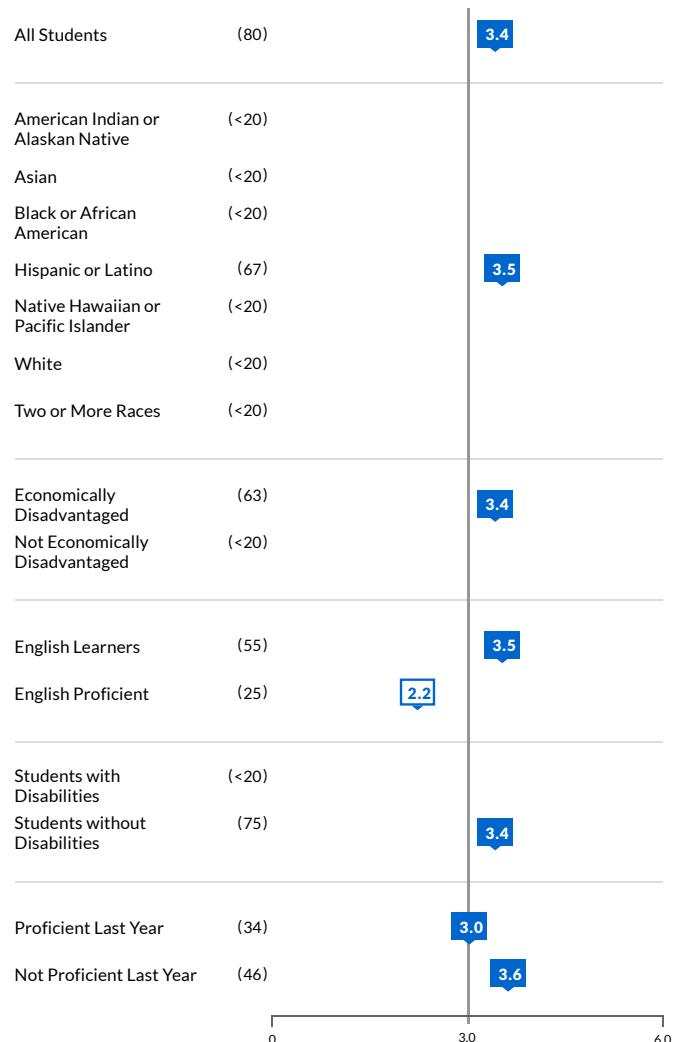 All Students (80) 3.4
American Indian or (<20)
Alaskan Native
Asian (<20)
Black or African (<20)
American
Hispanic or Latino (67) 3.5
Native Hawaiian or (<20)
Pacific Islander
White (<20)
Two or More Races (<20)
Economically (63) 3.4
Disadvantaged
Not Economically (<20)
Disadvantaged
English Learners (55) 3.5
English Proficient (25) 2.2
Students with (<20)
Disabilities
Students without (75) 3.4
Disabilities
Proficient Last Year (34) 3.0
Not Proficient Last Year (46) 3.6
0 3.0 6.0